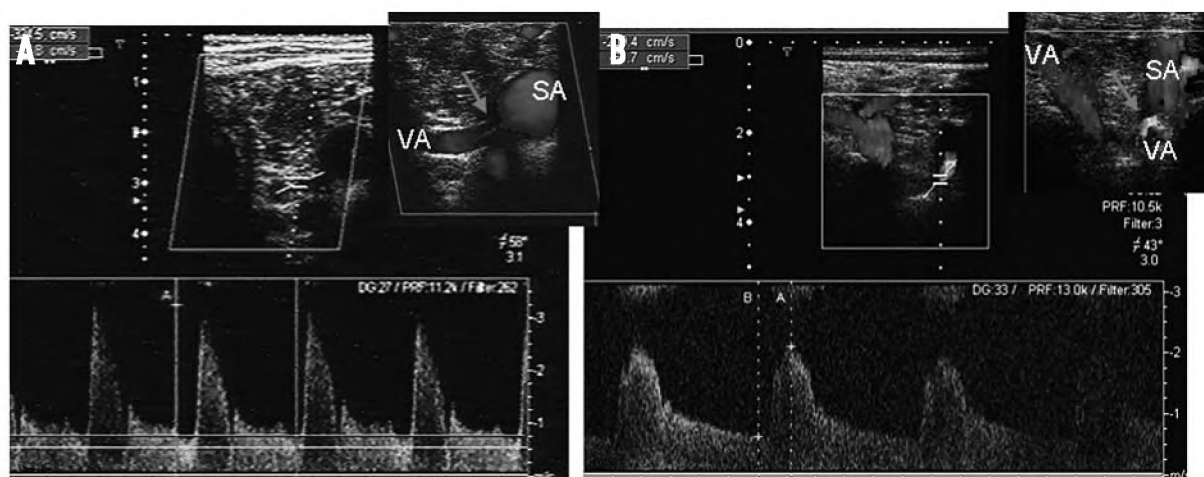 A
cm/s
1
2
3
4
SA
VA
58°
3.1
DG:27 / PRF:11.2k / Filter:262
A
3
2
1
B
.4 cm/s
.7 cm/s
0
2
4
VA
SA
VA
PRF:10.5k
Filter:3
43°
3.0
DG:33 / PRF:13.0k / Filter:305
B A
-3
-2
-1
m/s